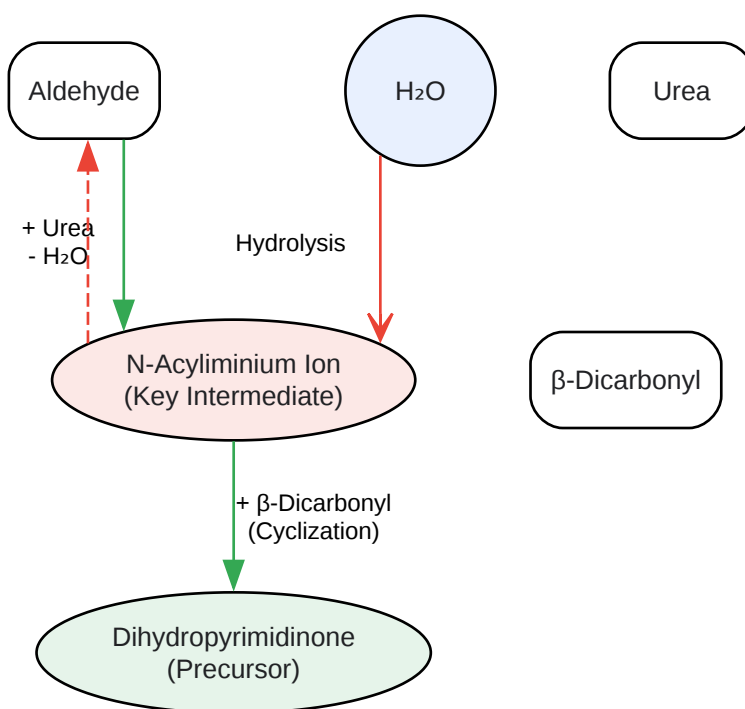 Aldehyde
H₂O
Urea
+ Urea
- H₂O
Hydrolysis
N-Acyliminium Ion
(Key Intermediate)
β-Dicarbonyl
+ β-Dicarbonyl
(Cyclization)
Dihydropyrimidinone
(Precursor)